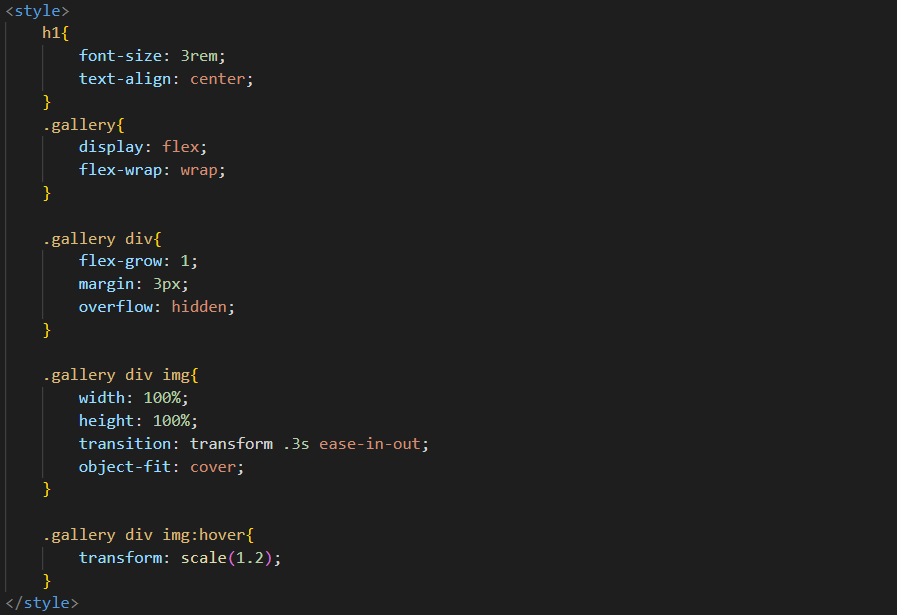 <style>
    h1{
        font-size: 3rem;
        text-align: center;
    }
    .gallery{
        display: flex;
        flex-wrap: wrap;
    }

    .gallery div{
        flex-grow: 1;
        margin: 3px;
        overflow: hidden;
    }

    .gallery div img{
        width: 100%;
        height: 100%;
        transition: transform .3s ease-in-out;
        object-fit: cover;
    }

    .gallery div img:hover{
        transform: scale(1.2);
    }
</style>